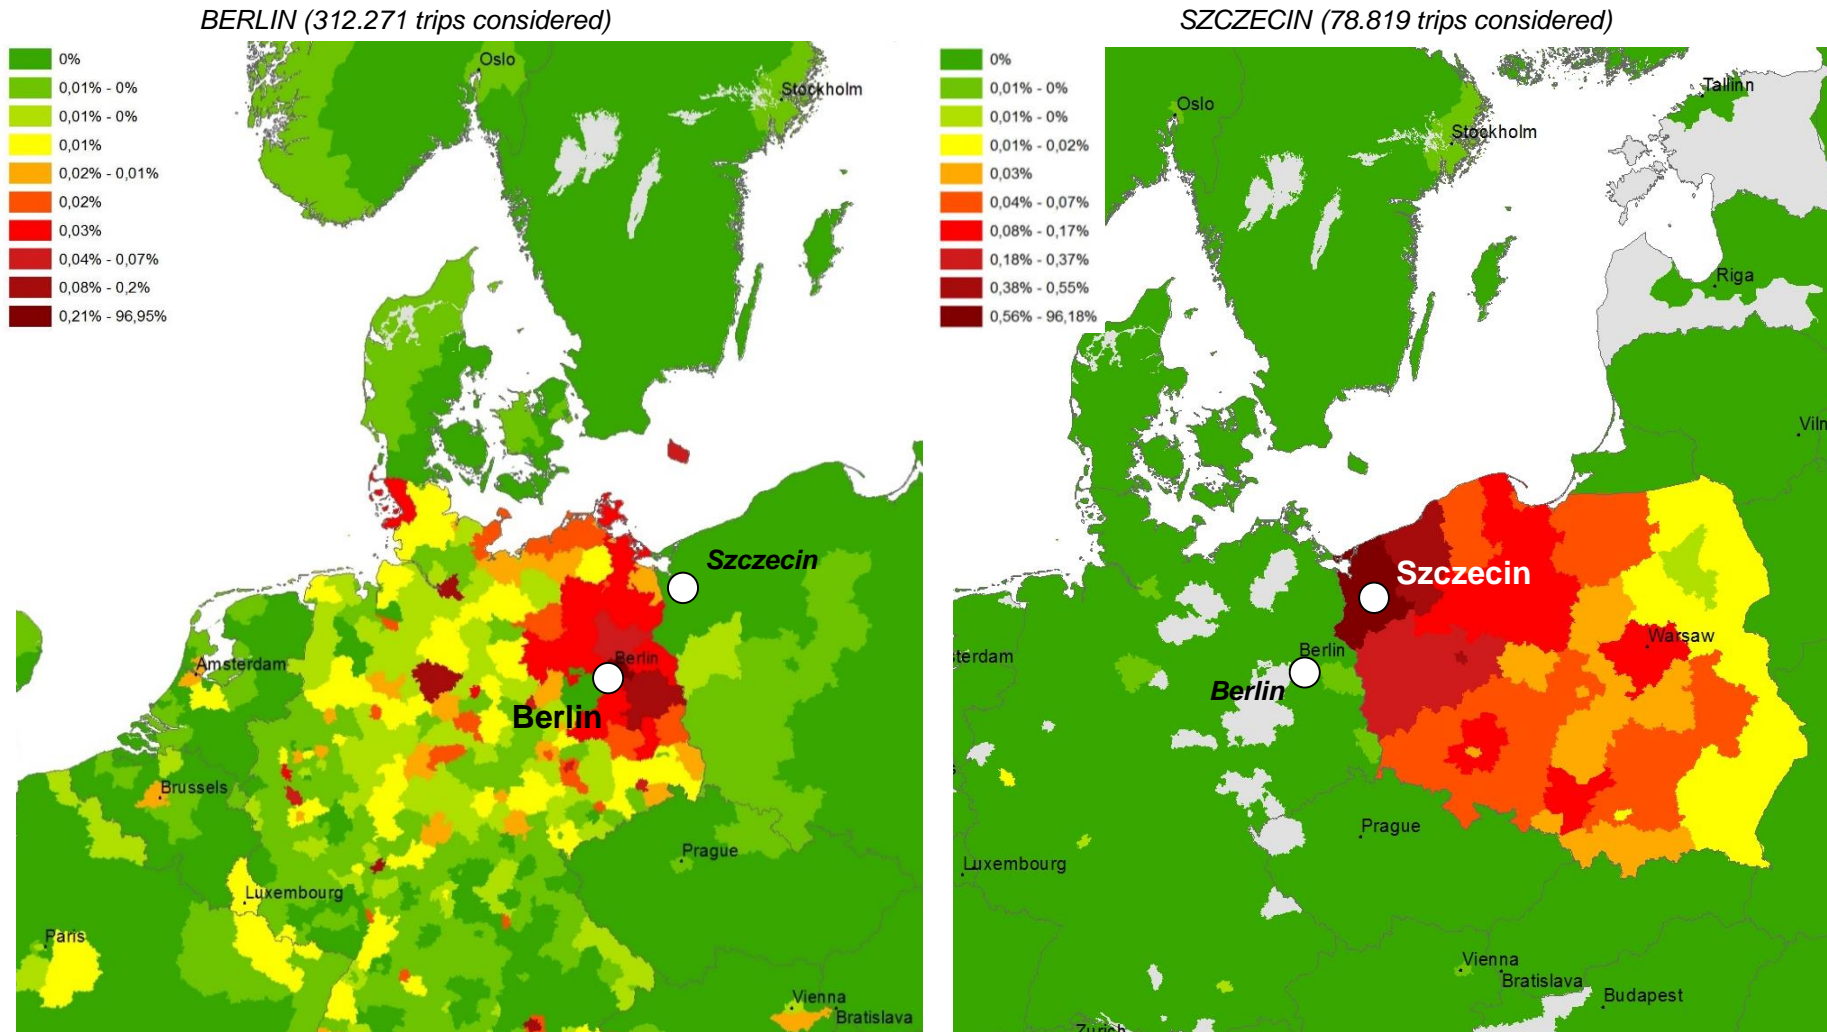 BERLIN (312.271 trips considered)
0%
0,01% - 0%
0,01% - 0%
0,01%
0,02% - 0,01%
0,02%
0,03%
0,04% - 0,07%
0,08% - 0,2%
0,21% - 96,95%
Oslo
Stockholm
Szczecin
Amsterdam
Berlin
Berlin
Brussels
Prague
Luxembourg
Paris
Vienna
Bratislava
SZCZECIN (78.819 trips considered)
0%
0,01% - 0%
0,01% - 0%
0,01% - 0,02%
0,03%
0,04% - 0,07%
0,08% - 0,17%
0,18% - 0,37%
0,38% - 0,55%
0,56% - 96,18%
Tallinn
Oslo
Stockholm
Riga
Viln
Szczecin
Warsaw
Berlin
sterdam
Berlin
Prague
Luxembourg
Vienna
Bratislava
Budapest
Zurich